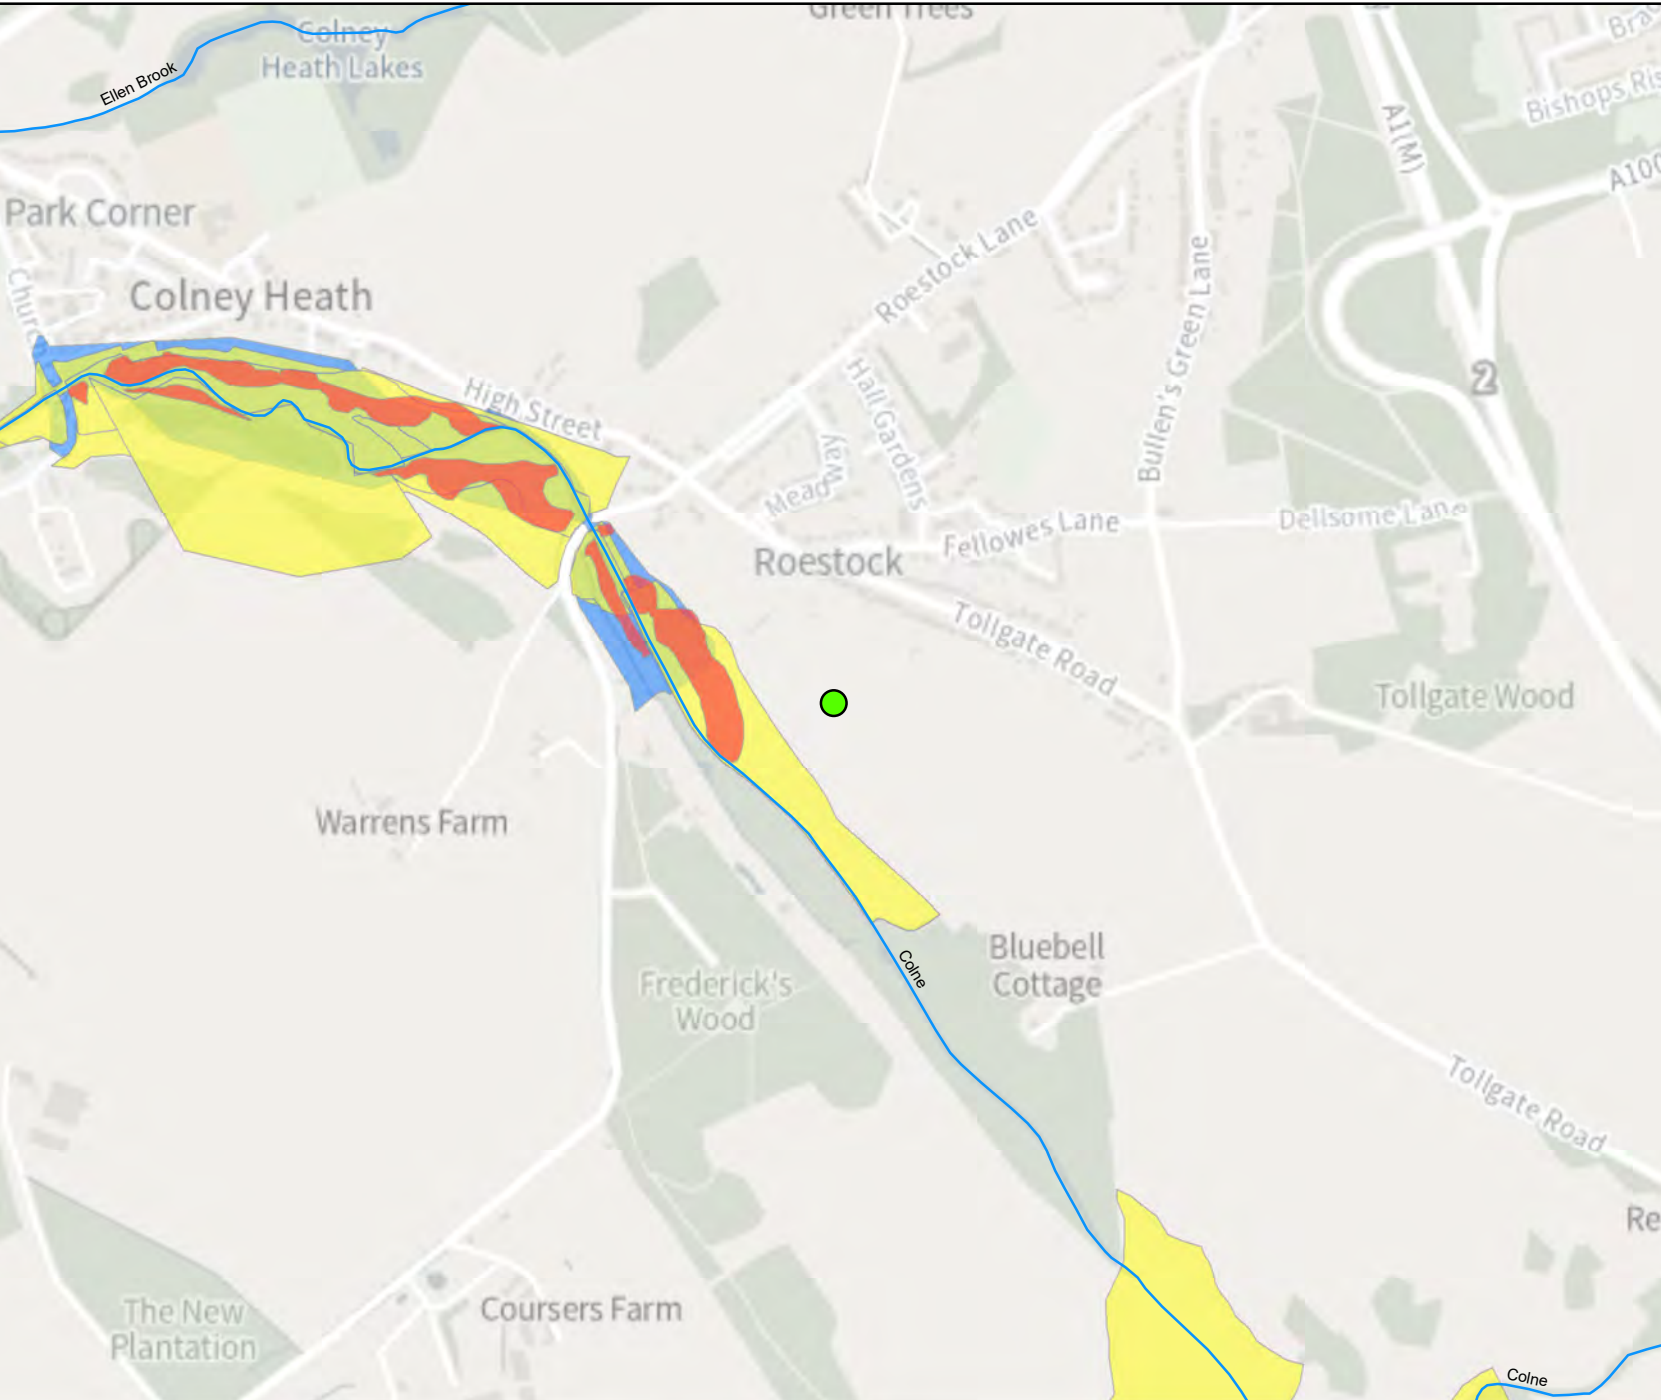 Green Trees
Colney
Heath Lakes
Ellen Brook
Bishops Ris
A1(M)
A100
Park Corner
Church
Colney Heath
Roestock Lane
Bullen's Green Lane
2
High Street
Hall Gardens
Mead
Way
Fellowes Lane
Dellsome Lane
Roestock
Tollgate Road
Tollgate Wood
Warrens Farm
Bluebell
Cottage
Colne
Frederick's
Wood
Tollgate Road
Re
The New
Plantation
Coursers Farm
Colne